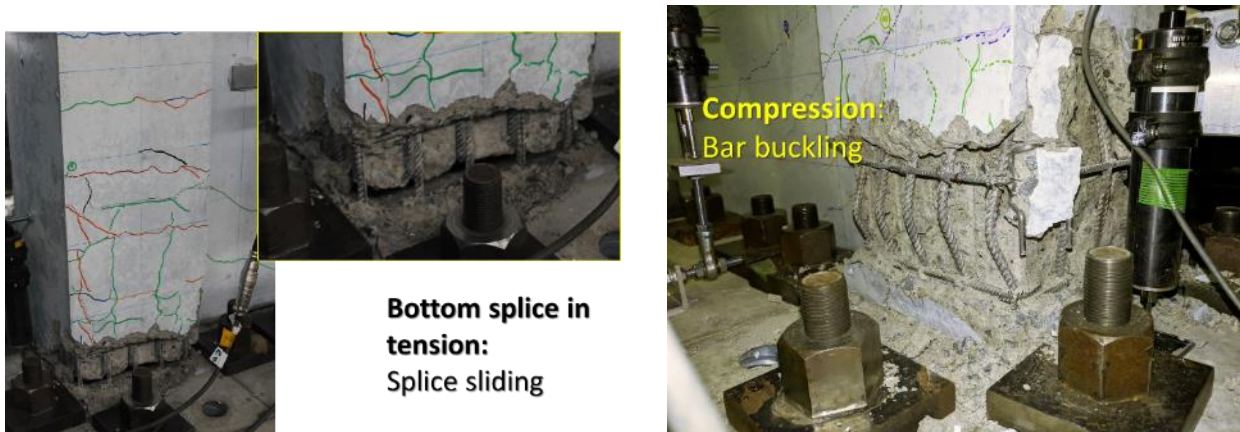 Bottom splice in
tension:
Splice sliding
Compression:
Bar buckling